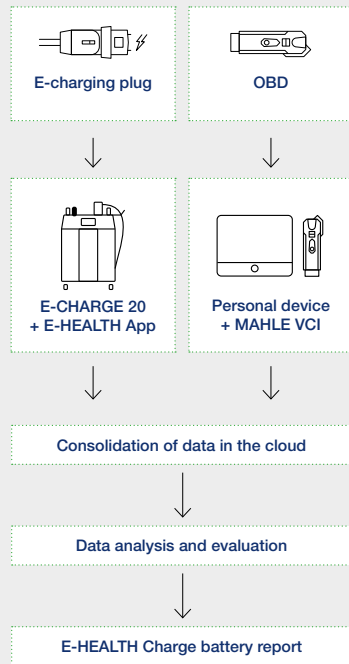 E-charging plug
OBD
E-CHARGE 20
+ E-HEALTH App
Personal device
+ MAHLE VCI
Consolidation of data in the cloud
Data analysis and evaluation
E-HEALTH Charge battery report